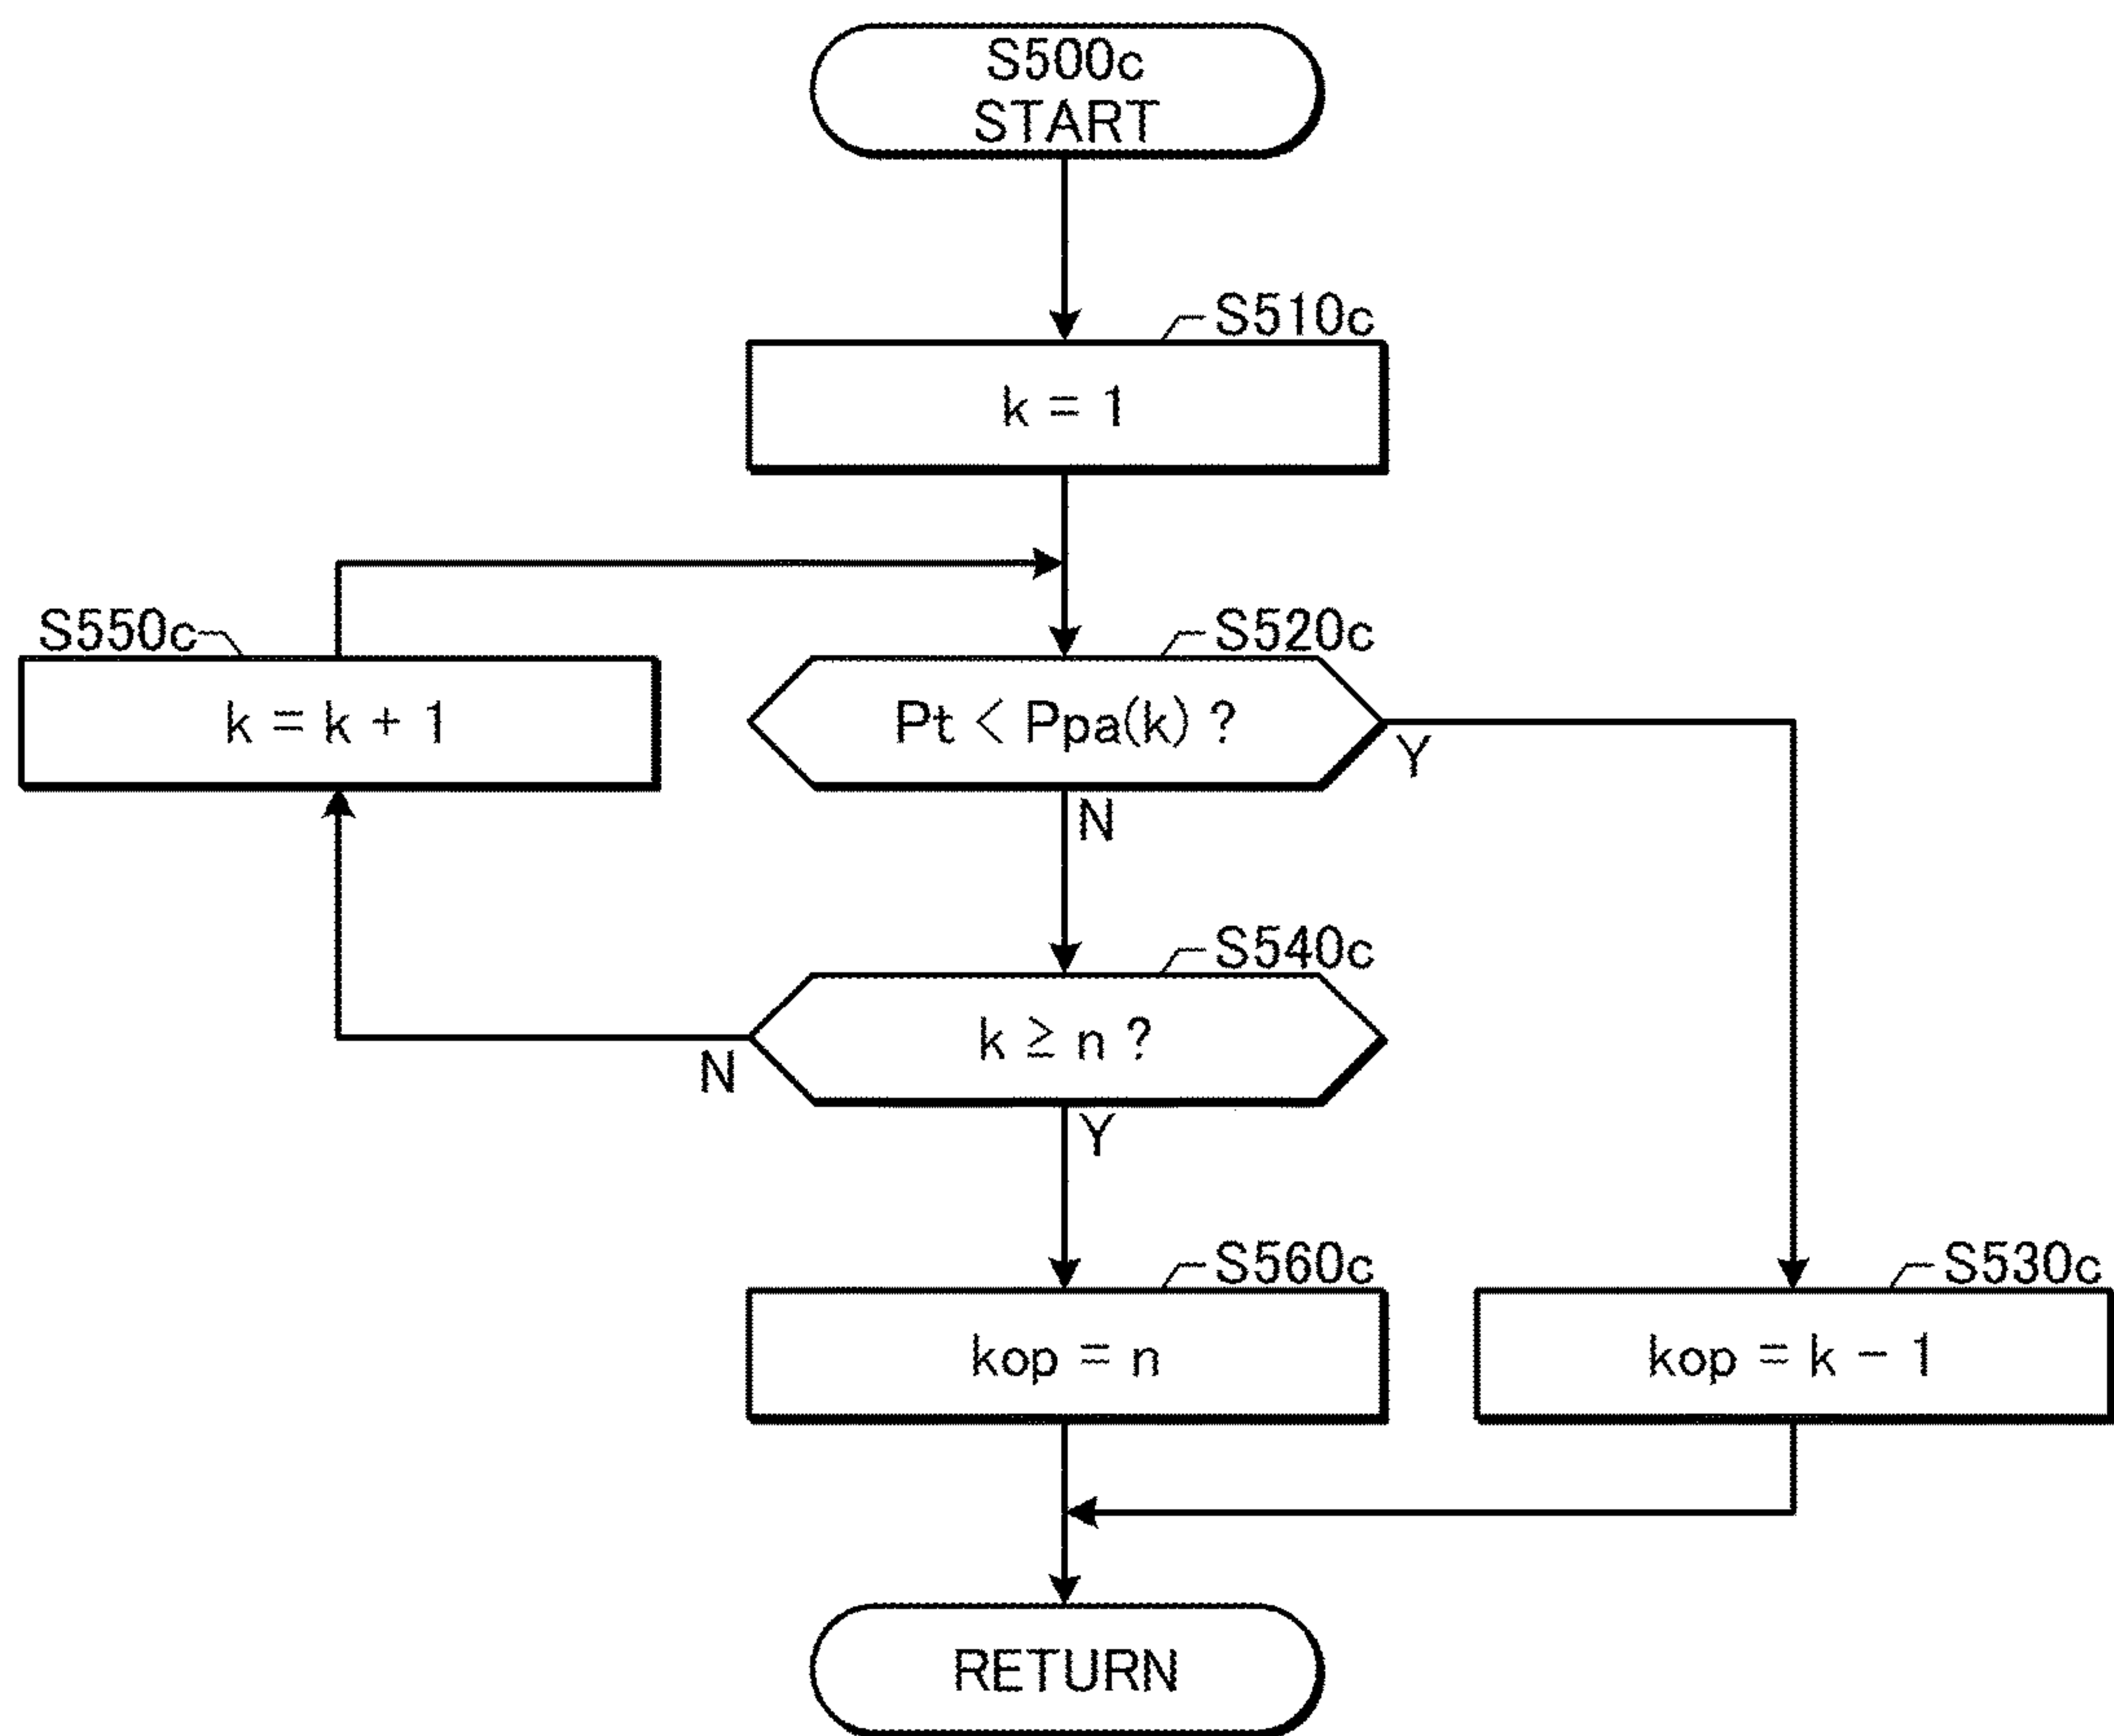 S500c
START
S510c
k = 1
S550c
k = k + 1
S520c
Pt < Ppa(k) ?
Y
N
S540c
k ≥ n ?
N
Y
S560c
kop = n
S530c
kop = k - 1
RETURN